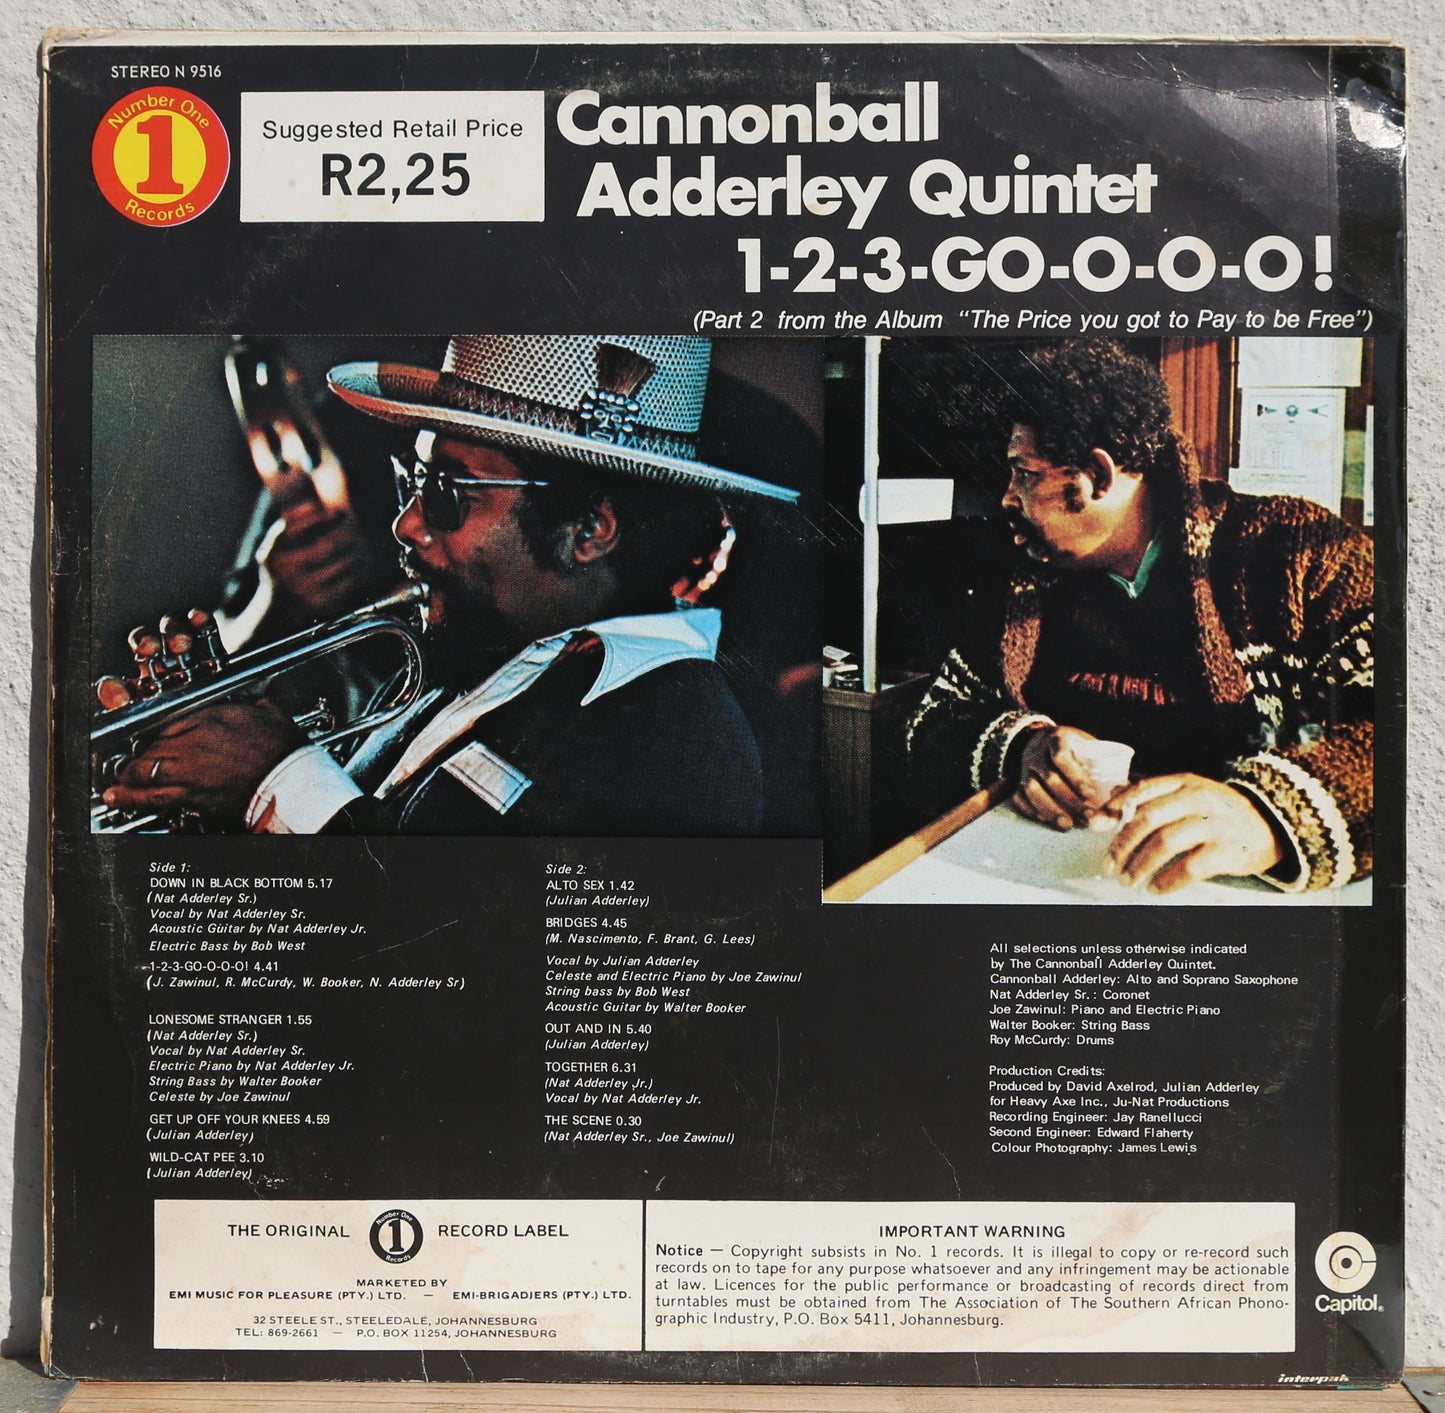 STEREO N 9516
Number One
1
Records
Suggested Retail Price
R2,25
Cannonball
Adderley Quintet
1-2-3-GO-O-O-O!
(Part 2 from the Album "The Price you got to Pay to be Free")
Side 1:
DOWN IN BLACK BOTTOM 5.17
(Nat Adderley Sr.)
Vocal by Nat Adderley Sr.
Acoustic Guitar by Nat Adderley Jr.
Electric Bass by Bob West
1-2-3-GO-O-O-O! 4.41
(J. Zawinul, R. McCurdy, W. Booker, N. Adderley Sr)
LONESOME STRANGER 1.55
(Nat Adderley Sr.)
Vocal by Nat Adderley Sr.
Electric Piano by Nat Adderley Jr.
String Bass by Walter Booker
Celeste by Joe Zawinul
GET UP OFF YOUR KNEES 4.59
(Julian Adderley)
WILD-CAT PEE 3.10
(Julian Adderley)
Side 2:
ALTO SEX 1.42
(Julian Adderley)
BRIDGES 4.45
(M. Nascimento, F. Brant, G. Lees)
Vocal by Julian Adderley
Celeste and Electric Piano by Joe Zawinul
String bass by Bob West
Acoustic Guitar by Walter Booker
OUT AND IN 5.40
(Julian Adderley)
TOGETHER 6.31
(Nat Adderley Jr.)
Vocal by Nat Adderley Jr.
THE SCENE 0.30
(Nat Adderley Sr., Joe Zawinul)
All selections unless otherwise indicated
by The Cannonball Adderley Quintet.
Cannonball Adderley: Alto and Soprano Saxophone
Nat Adderley Sr. : Coronet
Joe Zawinul: Piano and Electric Piano
Walter Booker: String Bass
Roy McCurdy: Drums
Production Credits:
Produced by David Axelrod, Julian Adderley
for Heavy Axe Inc., Ju-Nat Productions
Recording Engineer: Jay Ranellucci
Second Engineer: Edward Flaherty
Colour Photography: James Lewis
THE ORIGINAL Number One 1 Records RECORD LABEL
MARKETED BY
EMI MUSIC FOR PLEASURE (PTY.) LTD. — EMI-BRIGADIERS (PTY.) LTD.
32 STEELE ST., STEELEDALE, JOHANNESBURG
TEL: 869-2661 — P.O. BOX 11254, JOHANNESBURG
IMPORTANT WARNING
Notice — Copyright subsists in No. 1 records. It is illegal to copy or re-record such
records on to tape for any purpose whatsoever and any infringement may be actionable
at law. Licences for the public performance or broadcasting of records direct from
turntables must be obtained from The Association of The Southern African Phono-
graphic Industry, P.O. Box 5411, Johannesburg.
Capitol®
interpak